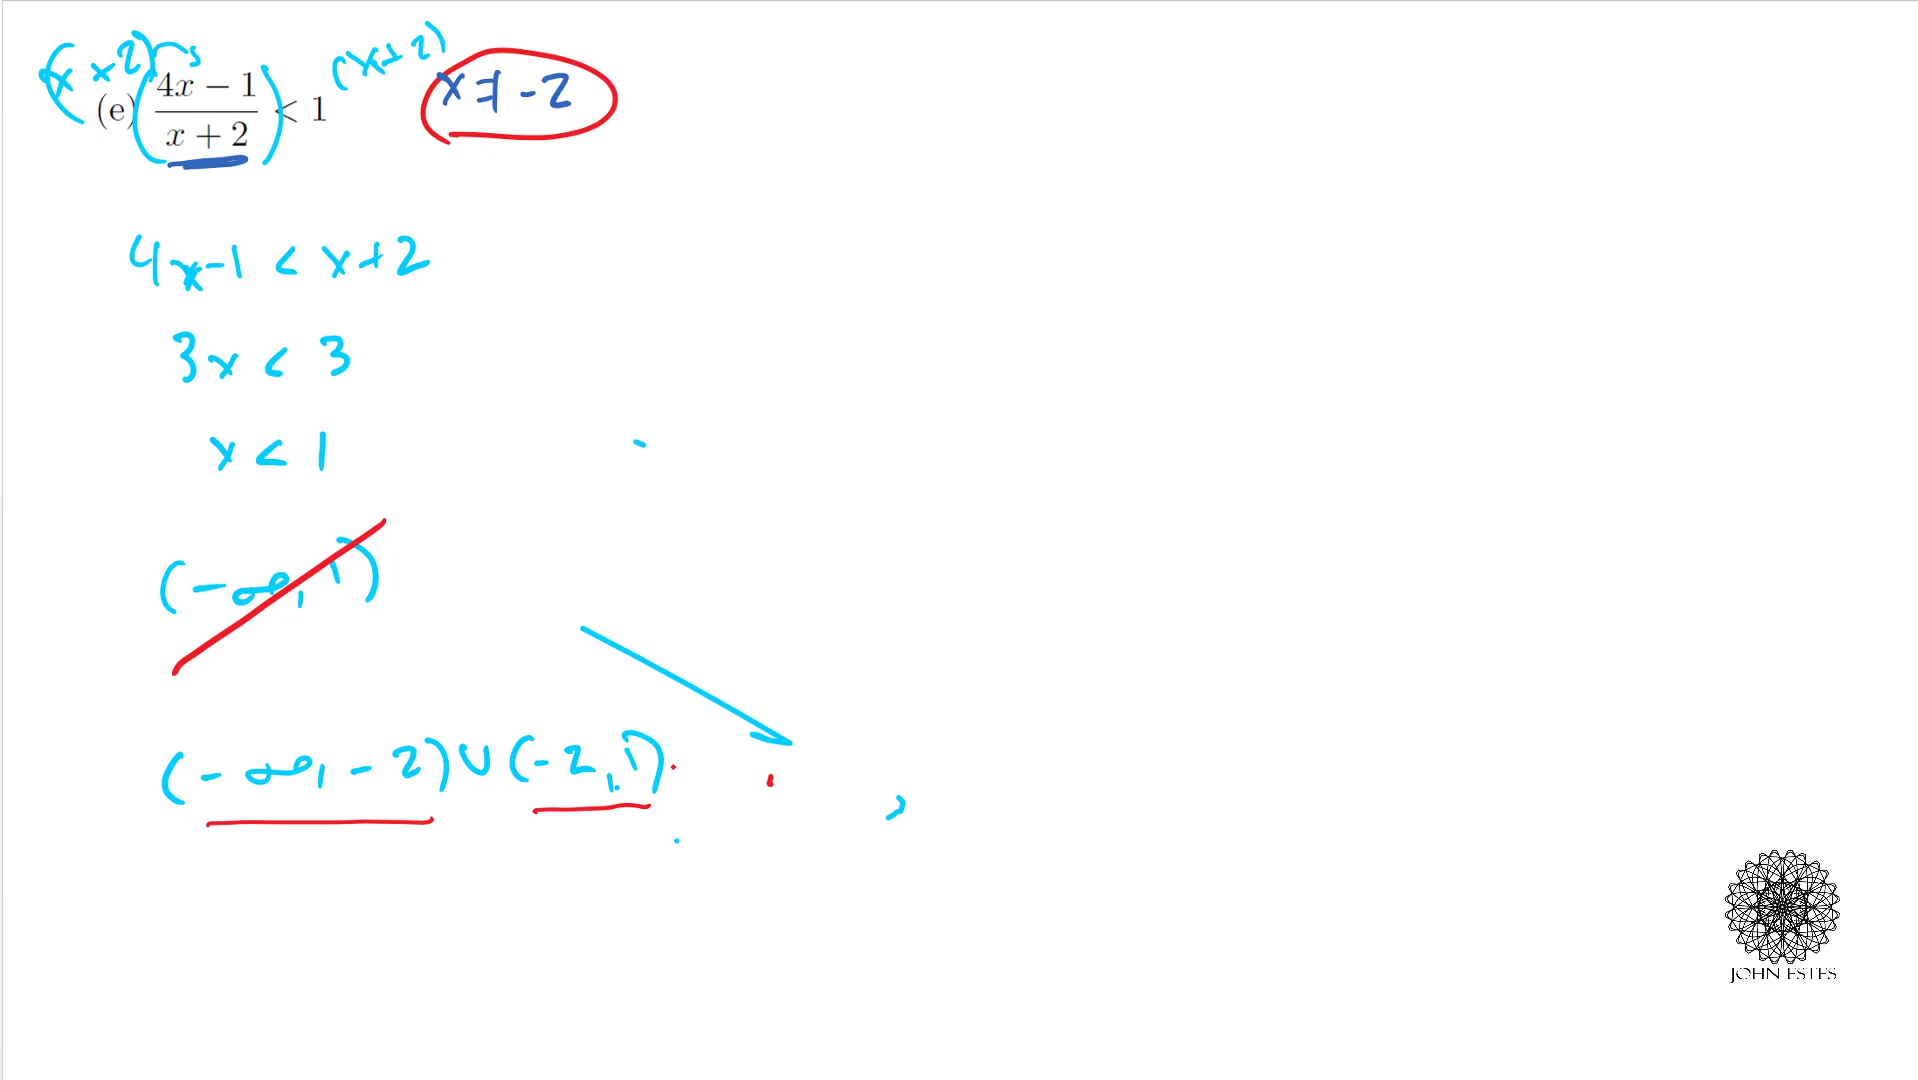 (x x 2)
(x+2)
x ≠ -2
(e) (4x − 1 / x + 2) < 1
4x-1 < x+2
3x < 3
x < 1
(-∞, 1)
(-∞, -2) ∪ (-2, 1)
JOHN ESTES